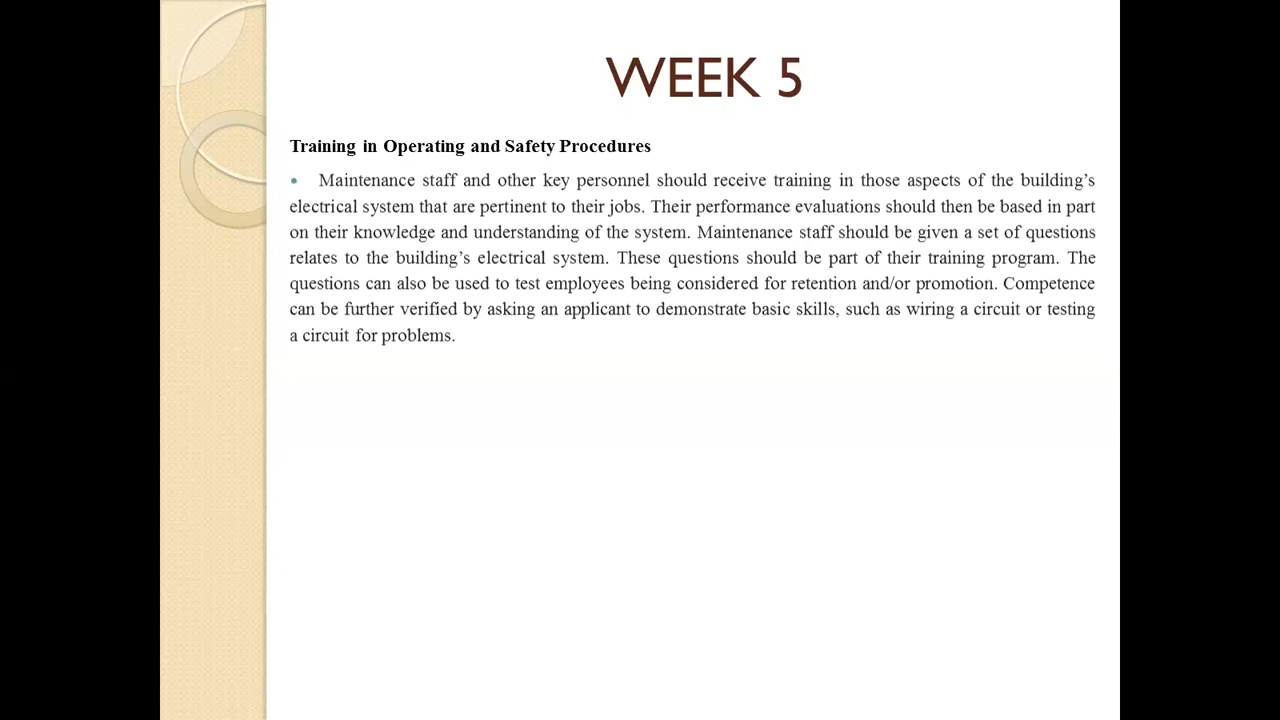 WEEK 5
Training in Operating and Safety Procedures
• Maintenance staff and other key personnel should receive training in those aspects of the building’s
electrical system that are pertinent to their jobs. Their performance evaluations should then be based in part
on their knowledge and understanding of the system. Maintenance staff should be given a set of questions
relates to the building’s electrical system. These questions should be part of their training program. The
questions can also be used to test employees being considered for retention and/or promotion. Competence
can be further verified by asking an applicant to demonstrate basic skills, such as wiring a circuit or testing
a circuit for problems.